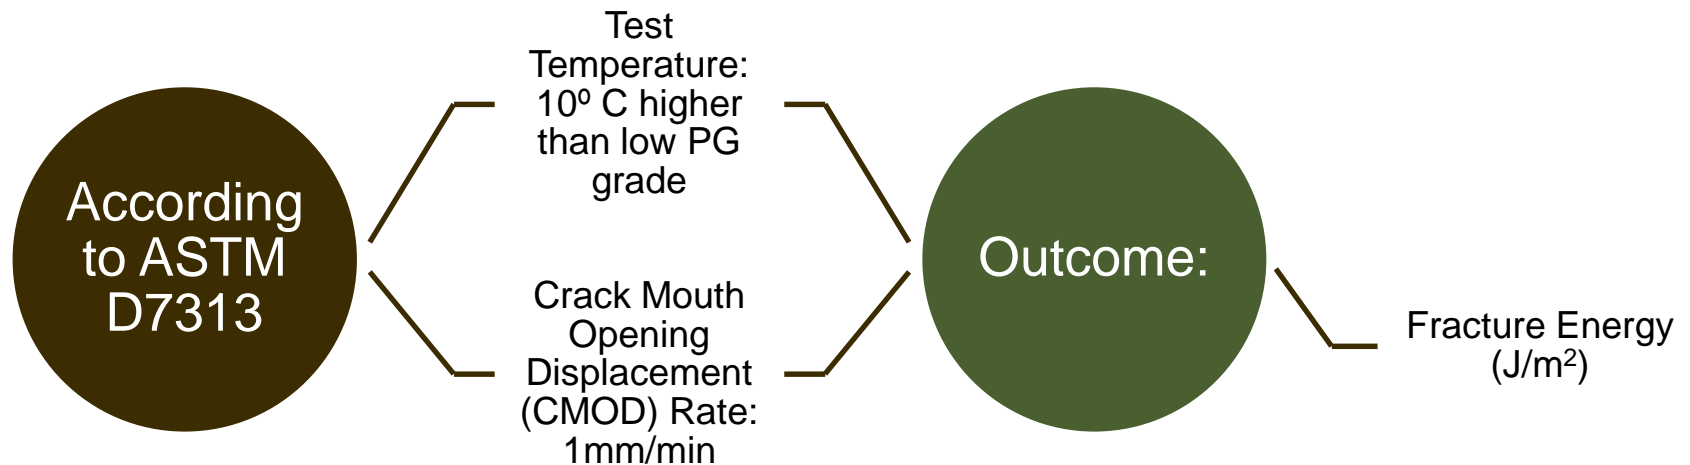 According
to ASTM
D7313
Test
Temperature:
10º C higher
than low PG
grade
Crack Mouth
Opening
Displacement
(CMOD) Rate:
1mm/min
Outcome:
Fracture Energy
(J/m²)